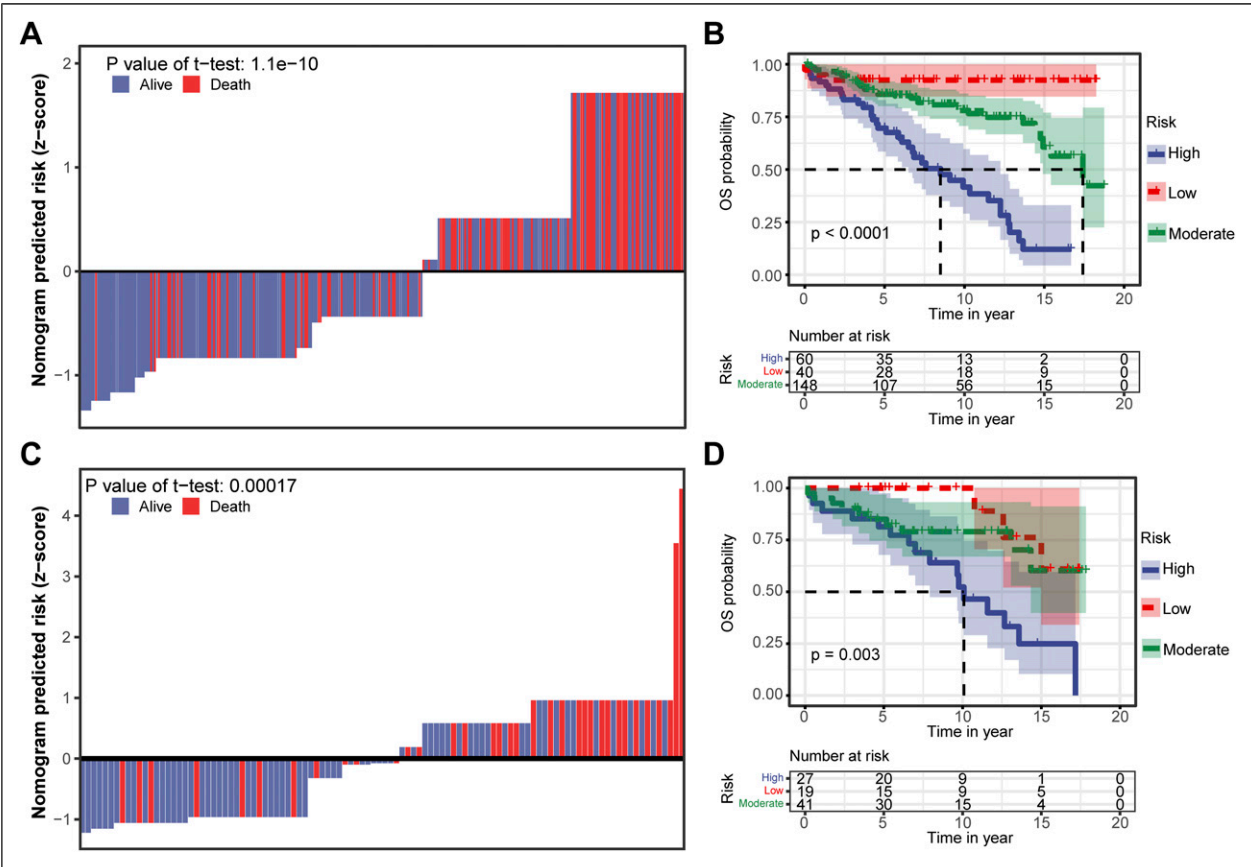 A
P value of t-test: 1.1e-10
Alive Death
Nomogram predicted risk (z-score)
2
1
0
−1
B
OS probability
1.00
0.75
0.50
0.25
0.00
p < 0.0001
0 5 10 15 20
Time in year
Risk
High
Low
Moderate
Number at risk
Risk
High 60 35 13 2 0
Low 40 28 18 9 0
Moderate 148 107 56 15 0
0 5 10 15 20
Time in year
C
P value of t-test: 0.00017
Alive Death
Nomogram predicted risk (z-score)
4
3
2
1
0
−1
D
OS probability
1.00
0.75
0.50
0.25
0.00
p = 0.003
0 5 10 15 20
Time in year
Risk
High
Low
Moderate
Number at risk
Risk
High 27 20 9 1 0
Low 19 15 9 5 0
Moderate 41 30 15 4 0
0 5 10 15 20
Time in year